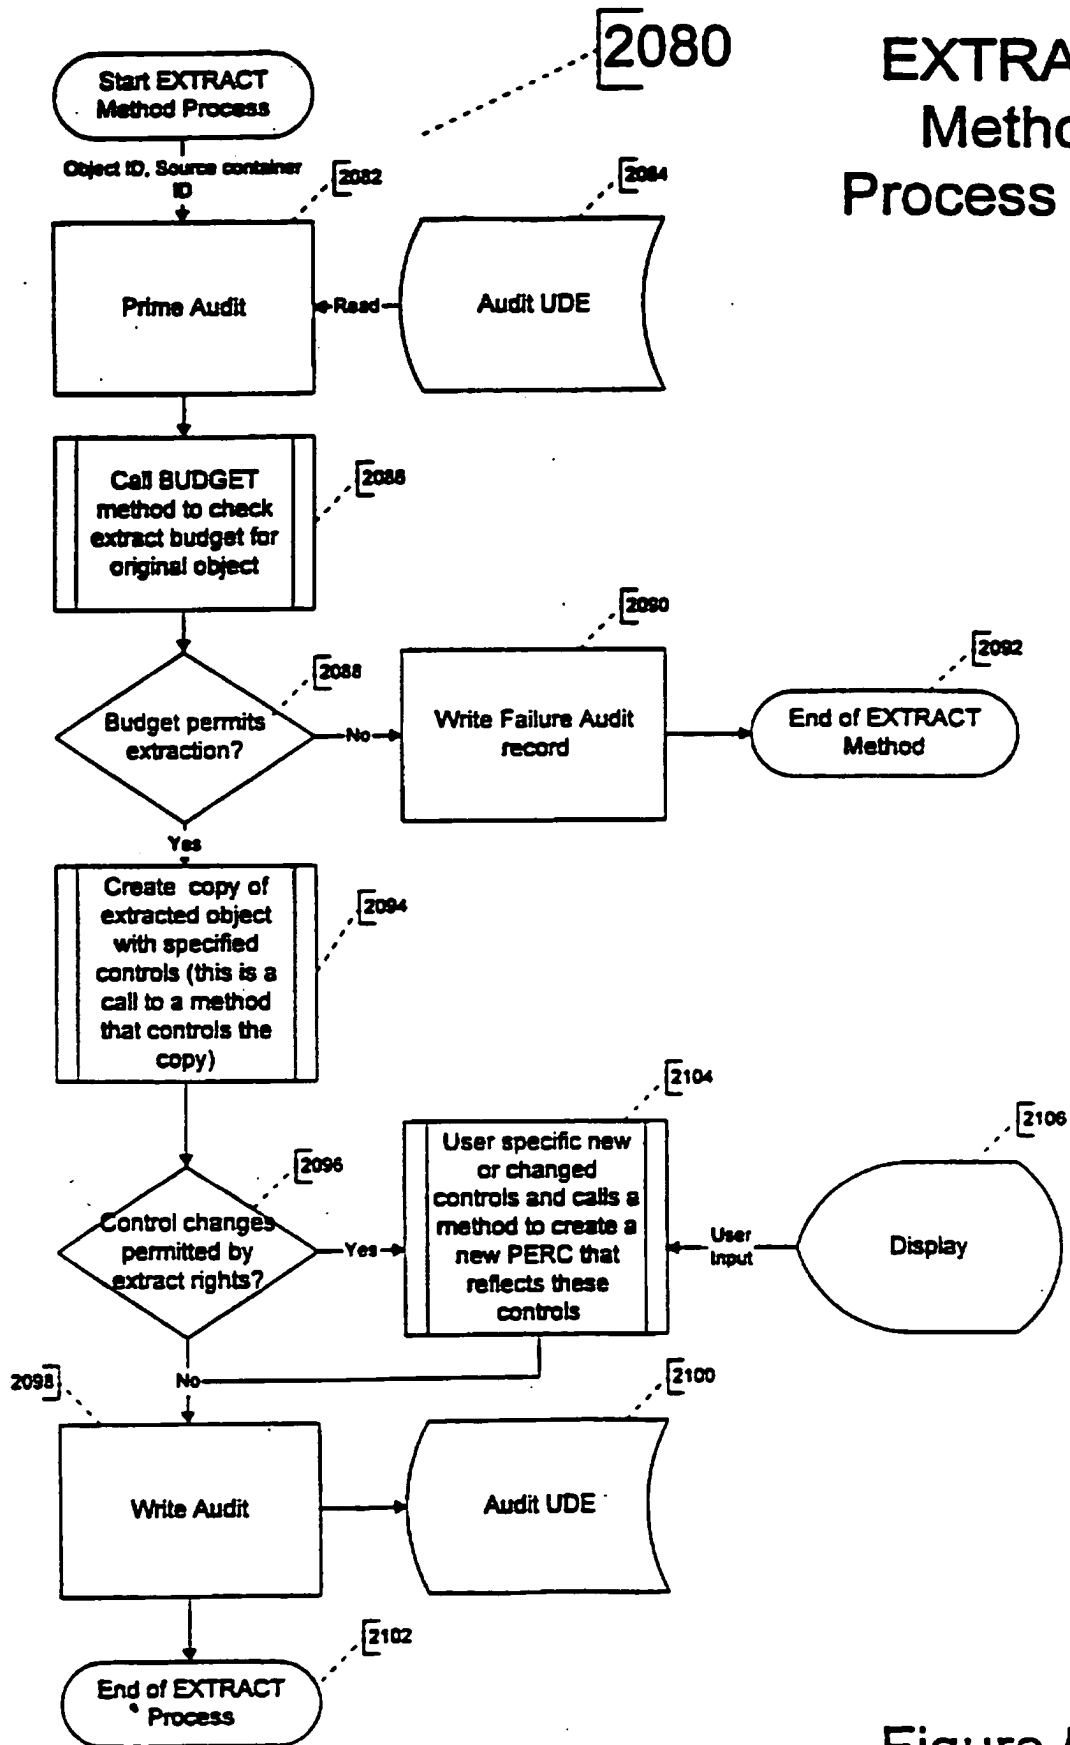 2080
EXTRA
Metho
Process
Start EXTRACT
Method Process
Object ID, Source container
ID
2082
2084
Prime Audit
Read
Audit UDE
Call BUDGET
method to check
extract budget for
original object
2086
2088
Budget permits
extraction?
No
2090
Write Failure Audit
record
2092
End of EXTRACT
Method
Yes
Create copy of
extracted object
with specified
controls (this is a
call to a method
that controls the
copy)
2094
2096
Control changes
permitted by
extract rights?
Yes
2104
User specific new
or changed
controls and calls a
method to create a
new PERC that
reflects these
controls
User
Input
2106
Display
No
2098
Write Audit
2100
Audit UDE
2102
End of EXTRACT
Process
Figure